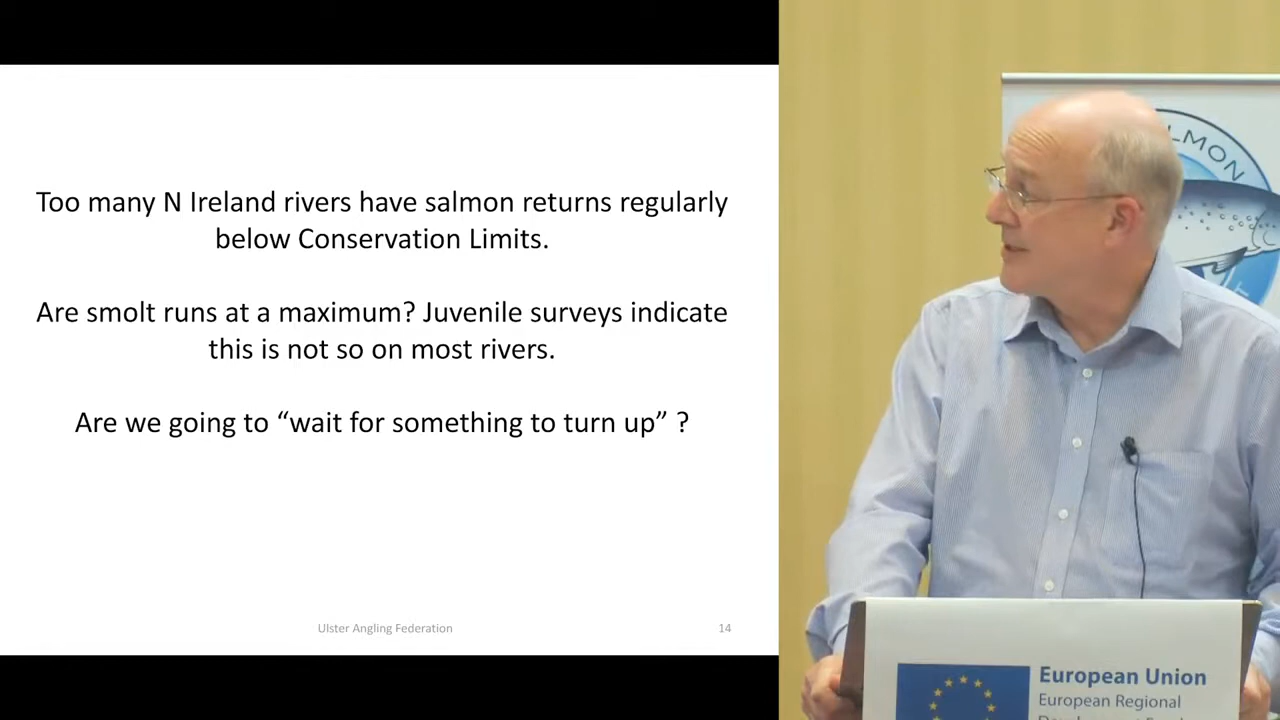 Too many N Ireland rivers have salmon returns regularly
below Conservation Limits.
Are smolt runs at a maximum? Juvenile surveys indicate
this is not so on most rivers.
Are we going to “wait for something to turn up” ?
Ulster Angling Federation
14
European Union
European Regional